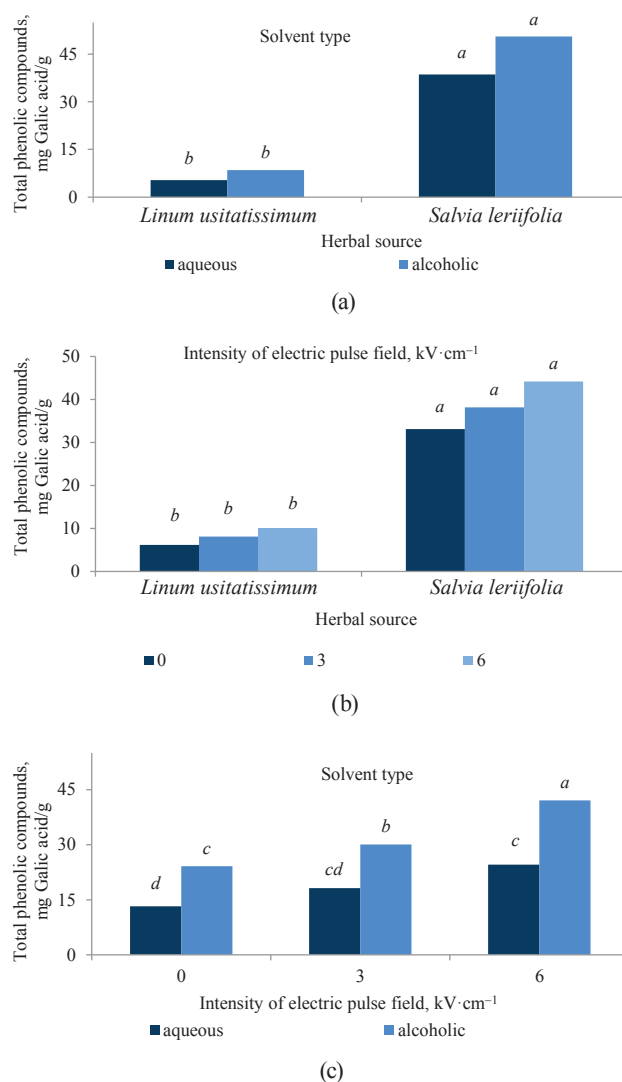 Total phenolic compounds,
mg Galic acid/g
Solvent type
45
30
15
0
b
b
a
a
Linum usitatissimum
Salvia leriifolia
Herbal source
aqueous
alcoholic
(a)
Total phenolic compounds,
mg Galic acid/g
Intensity of electric pulse field, kV·cm⁻¹
50
40
30
20
10
0
b
b
b
a
a
a
Linum usitatissimum
Salvia leriifolia
Herbal source
0
3
6
(b)
Total phenolic compounds,
mg Galic acid/g
Solvent type
45
30
15
0
d
c
cd
b
c
a
0
3
6
Intensity of electric pulse field, kV·cm⁻¹
aqueous
alcoholic
(c)